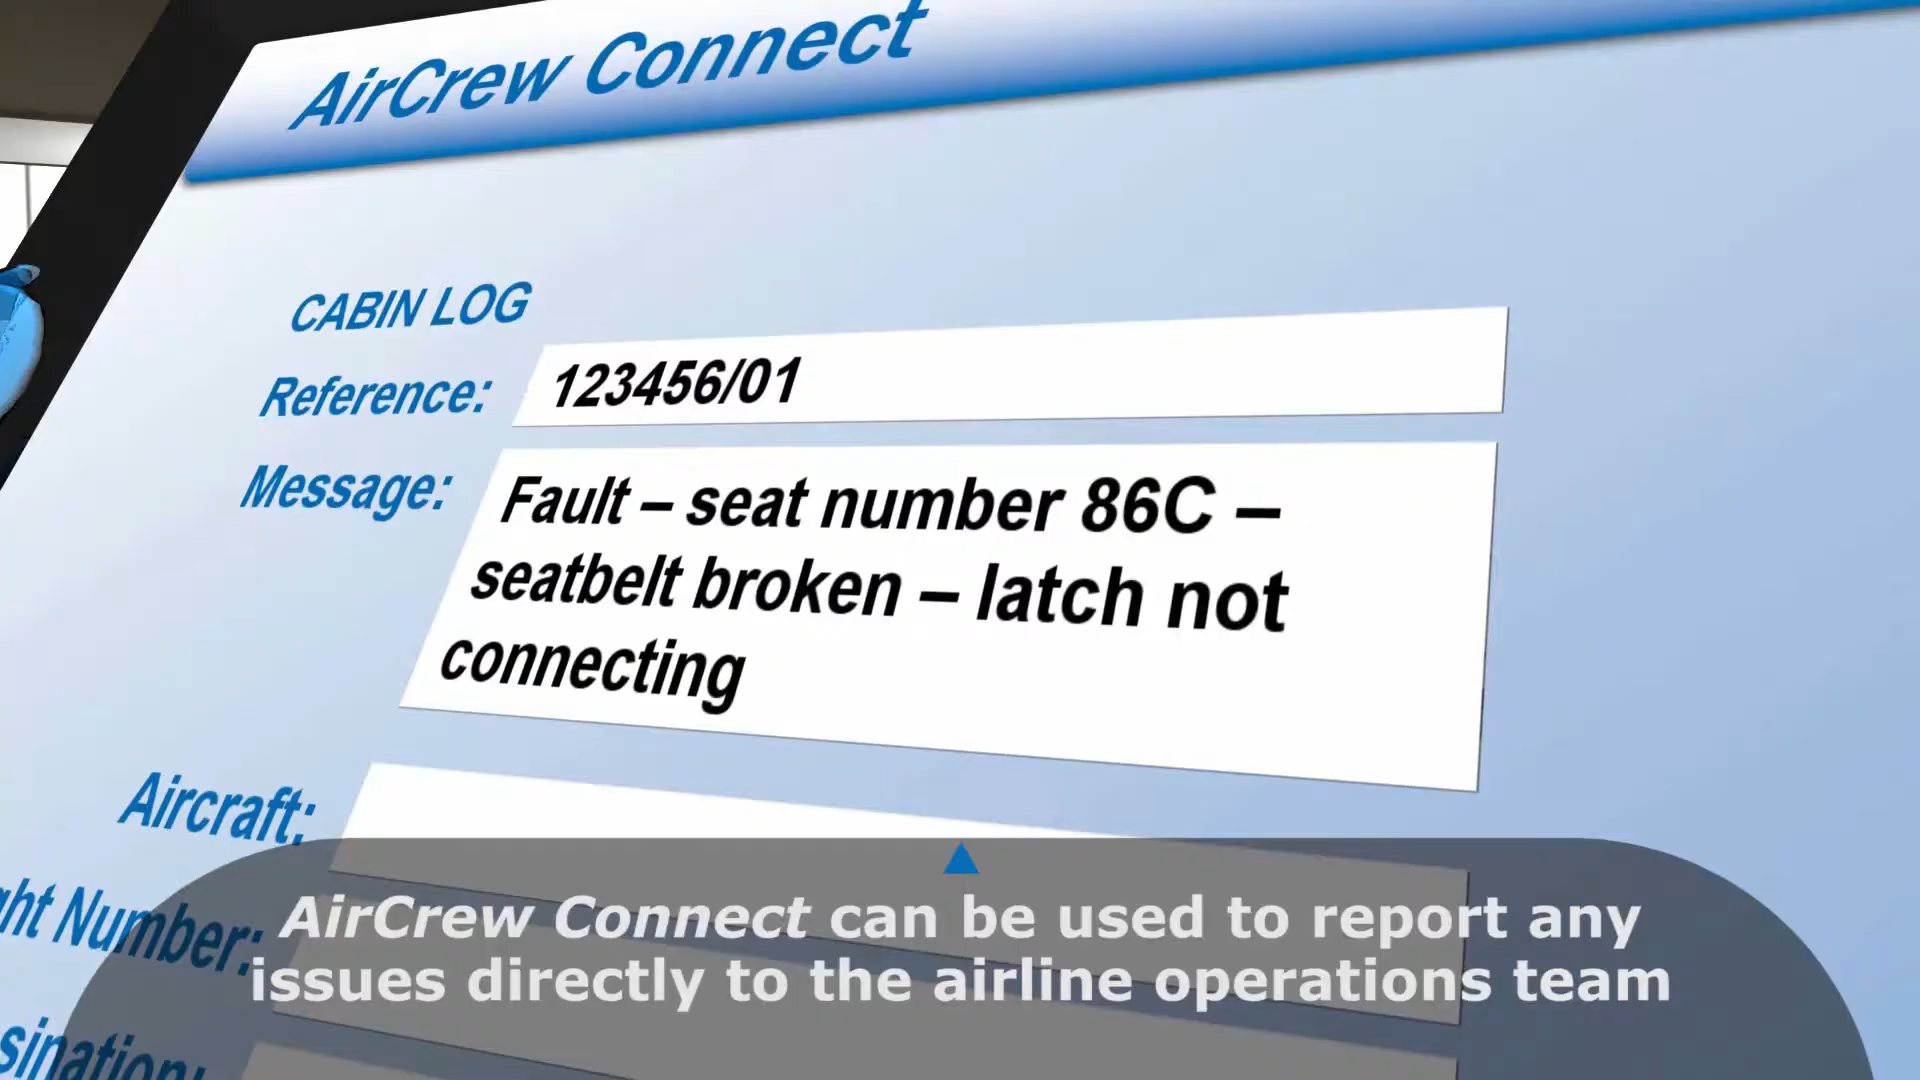 AirCrew Connect
CABIN LOG
Reference: 123456/01
Message: Fault – seat number 86C –
seatbelt broken – latch not
connecting
Aircraft:
Number:
AirCrew Connect can be used to report any
issues directly to the airline operations team